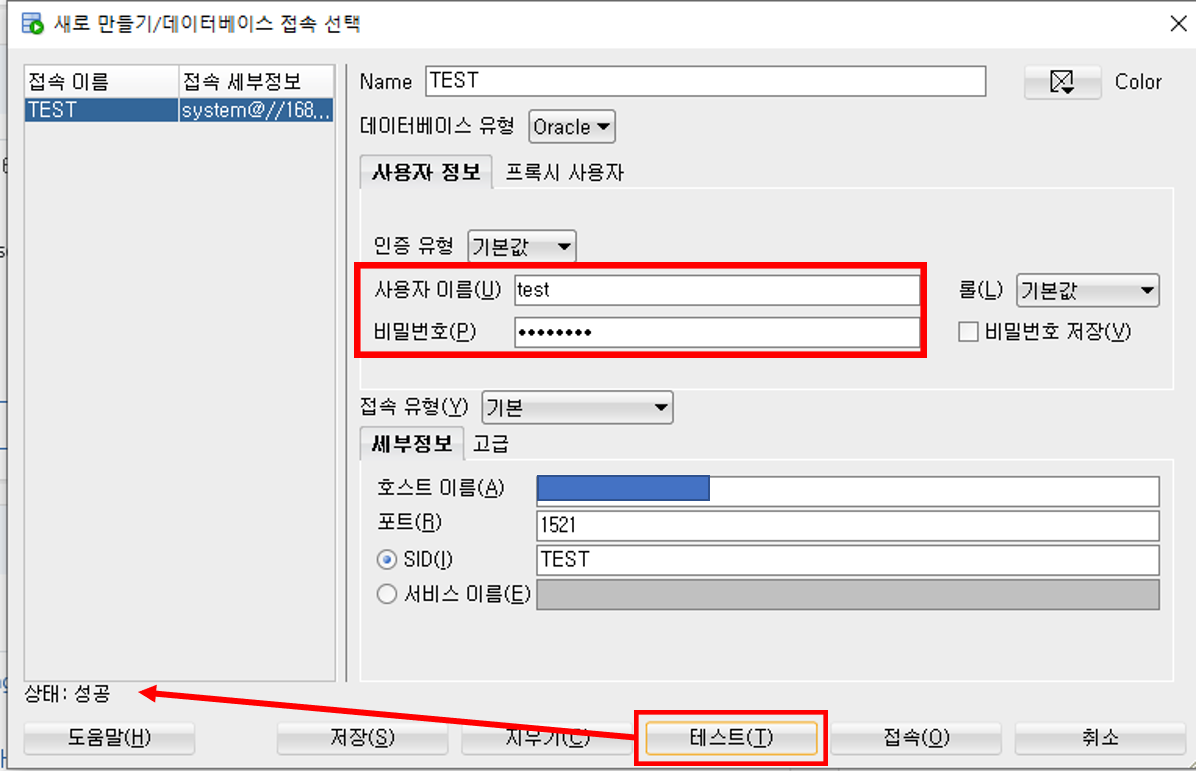 새로 만들기/데이터베이스 접속 선택
접속 이름 접속 세부정보
TEST system@//168,...
Name TEST Color
데이터베이스 유형 Oracle
사용자 정보 프록시 사용자
인증 유형 기본값
사용자 이름(U) test 롤(L) 기본값
비밀번호(P) •••••••• 비밀번호 저장(V)
접속 유형(Y) 기본
세부정보 고급
호스트 이름(A)
포트(R) 1521
SID(I) TEST
서비스 이름(E)
상태: 성공
도움말(H) 저장(S) 지우기(C) 테스트(T) 접속(O) 취소